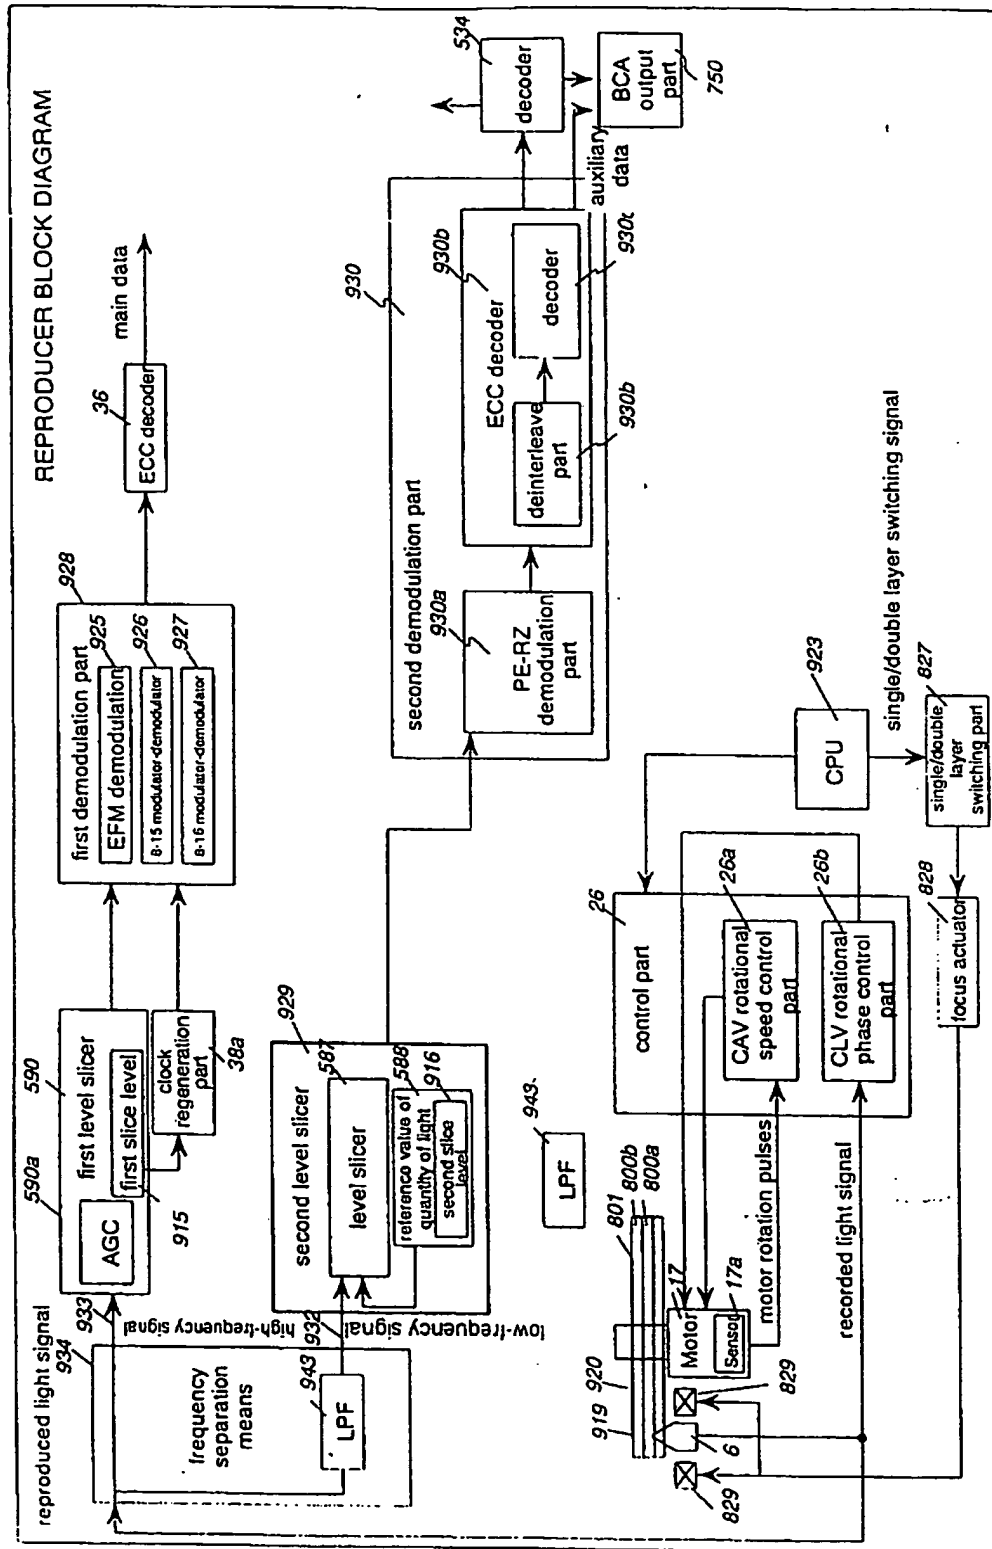 REPRODUCER BLOCK DIAGRAM
reproduced light signal
934
frequency
separation
means
943
LPF
933
high-frequency signal
932
low-frequency signal
590a
590
first level slicer
AGC
first slice level
915
clock
regeneration
part
38a
928
first demodulation part
925
EFM demodulation
926
8-15 modulator-demodulator
927
8-16 modulator-demodulator
36
ECC decoder
main data
929
second level slicer
587
level slicer
588
reference value of
quantity of light
916
second slice
level
930
second demodulation part
930a
PE-RZ
demodulation
part
930b
ECC decoder
deinterleave
part
930b
decoder
930c
auxiliary
data
534
decoder
BCA
output
part
750
943
LPF
919
920
801
800b
800a
17
Motor
17a
Sensor
829
829
6
motor rotation pulses
recorded light signal
26
control part
26a
CAV rotational
speed control
part
26b
CLV rotational
phase control
part
923
CPU
single/double layer switching signal
827
single/double
layer
switching part
828
focus actuator